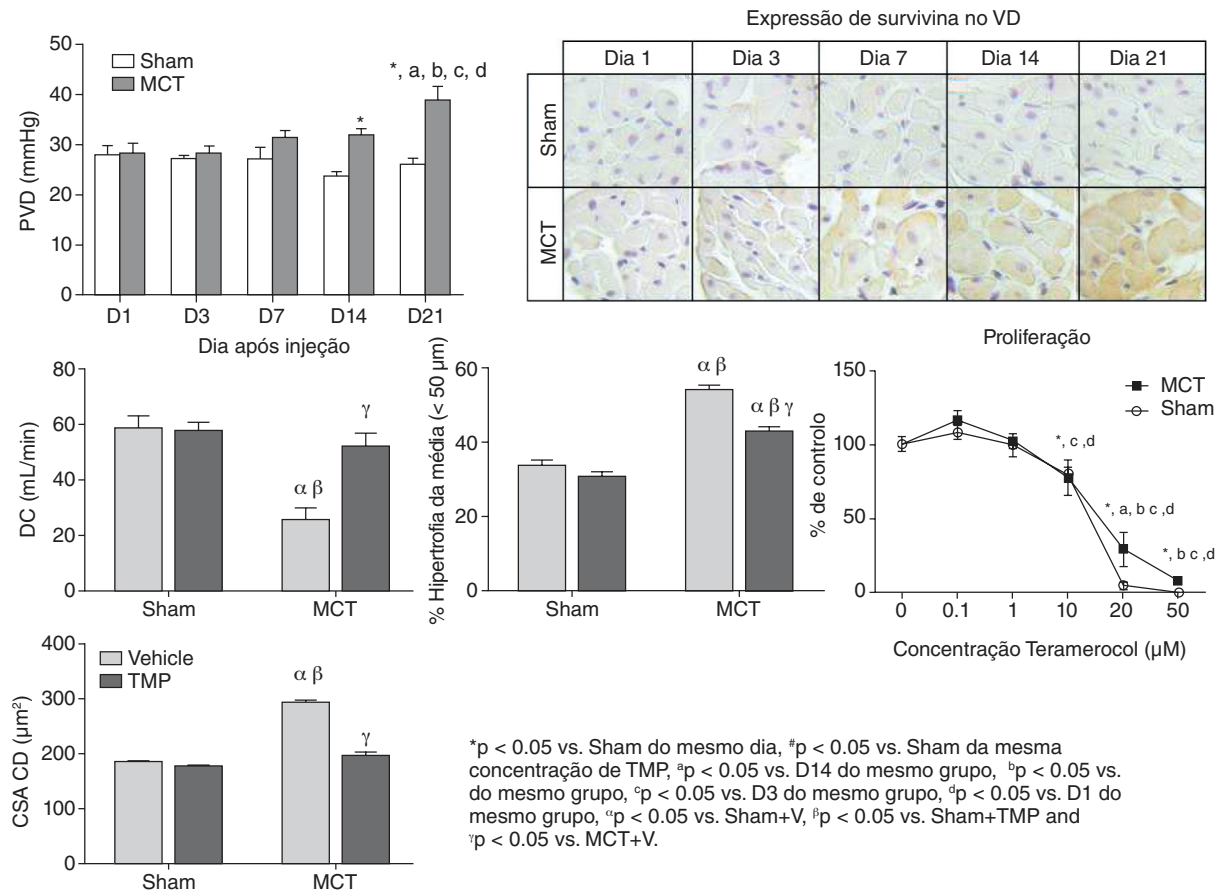 50
40
30
20
10
0
PVD (mmHg)
Sham
MCT
*
*, a, b, c, d
D1 D3 D7 D14 D21
Dia após injeção
Expressão de survivina no VD
Dia 1 Dia 3 Dia 7 Dia 14 Dia 21
Sham
MCT
80
60
40
20
0
DC (mL/min)
α β
γ
Sham MCT
60
40
20
0
% Hipertrofia da média (< 50 µm)
α β
α β γ
Sham MCT
Proliferação
150
100
50
0
% de controlo
MCT
Sham
*, c ,d
*, a, b c ,d
*, b c ,d
0 0.1 1 10 20 50
Concentração Teramerocol (µM)
400
300
200
100
0
CSA CD (µm²)
Vehicle
TMP
α β
γ
Sham MCT
*p < 0.05 vs. Sham do mesmo dia, #p < 0.05 vs. Sham da mesma
concentração de TMP, ᵃp < 0.05 vs. D14 do mesmo grupo, ᵇp < 0.05 vs.
do mesmo grupo, ᶜp < 0.05 vs. D3 do mesmo grupo, ᵈp < 0.05 vs. D1 do
mesmo grupo, αp < 0.05 vs. Sham+V, βp < 0.05 vs. Sham+TMP and
γp < 0.05 vs. MCT+V.